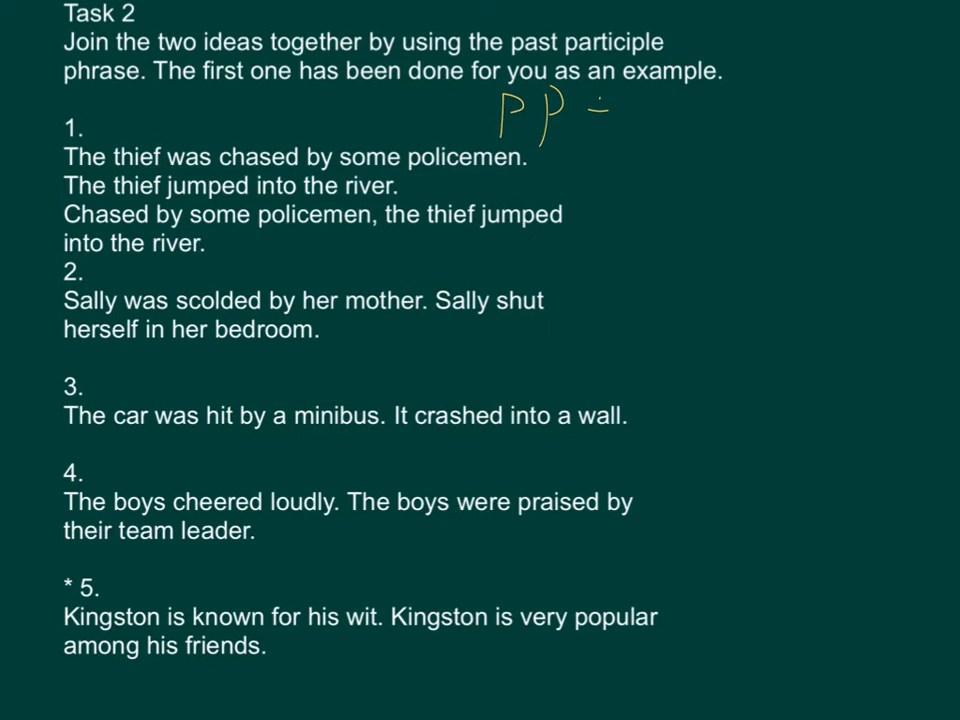 Task 2
Join the two ideas together by using the past participle
phrase. The first one has been done for you as an example.
P P =
1.
The thief was chased by some policemen.
The thief jumped into the river.
Chased by some policemen, the thief jumped
into the river.
2.
Sally was scolded by her mother. Sally shut
herself in her bedroom.
3.
The car was hit by a minibus. It crashed into a wall.
4.
The boys cheered loudly. The boys were praised by
their team leader.
* 5.
Kingston is known for his wit. Kingston is very popular
among his friends.